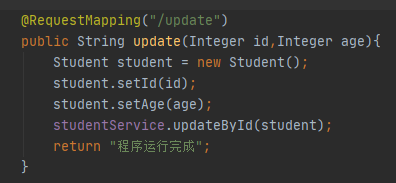 @RequestMapping("/update")
public String update(Integer id,Integer age){
Student student = new Student();
student.setId(id);
student.setAge(age);
studentService.updateById(student);
return "程序运行完成";
}